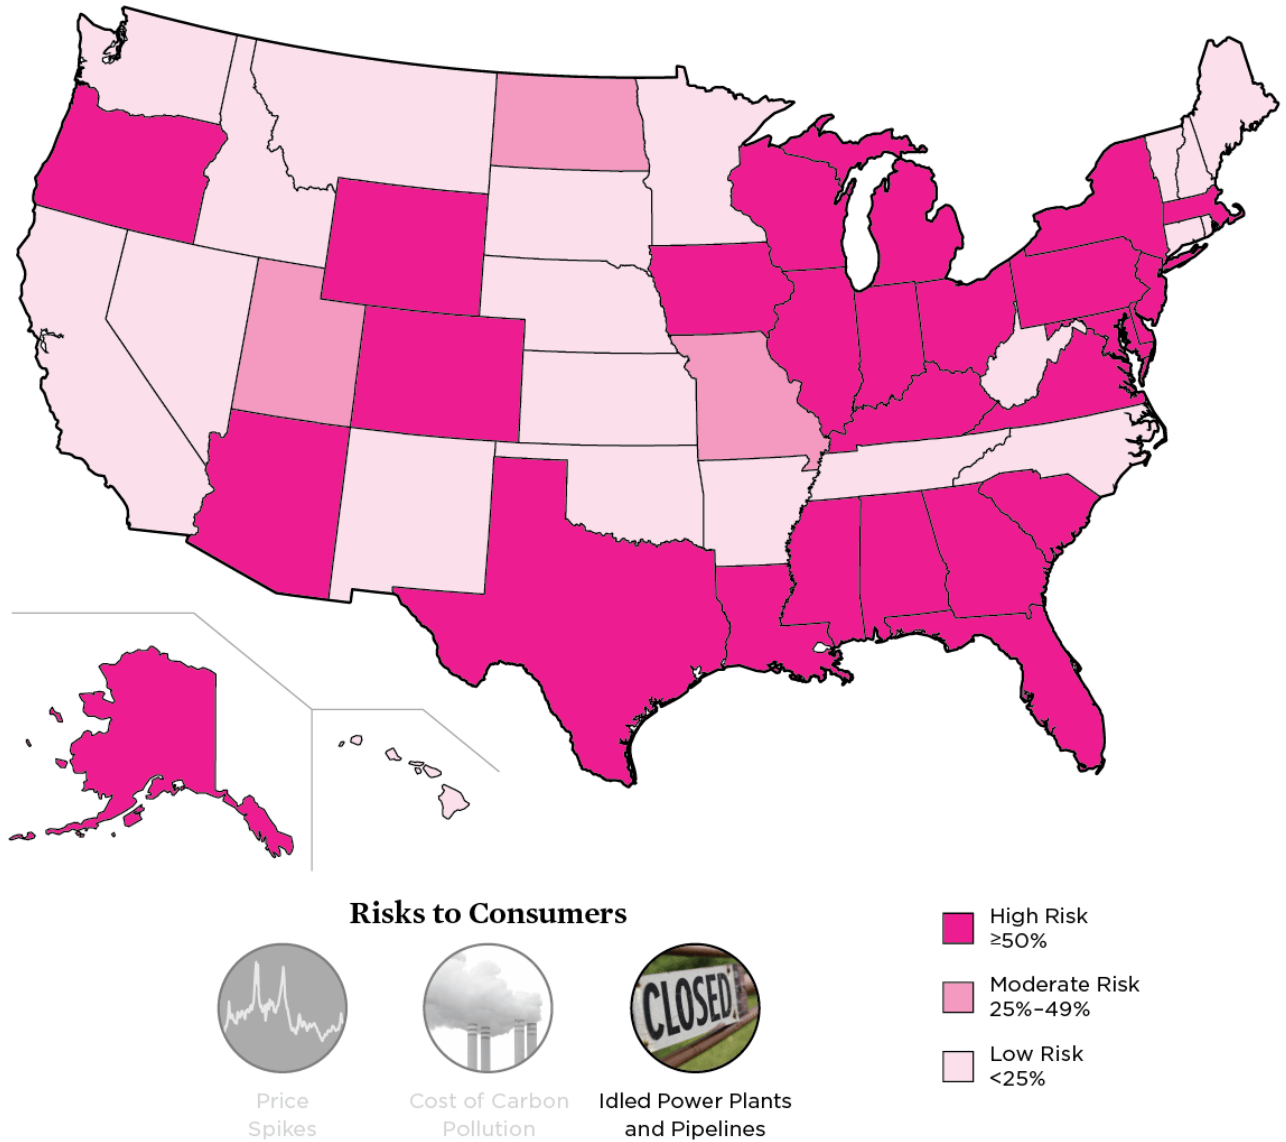 Risks to Consumers
CLOSED
Price
Spikes
Cost of Carbon
Pollution
Idled Power Plants
and Pipelines
High Risk
≥50%
Moderate Risk
25%–49%
Low Risk
<25%